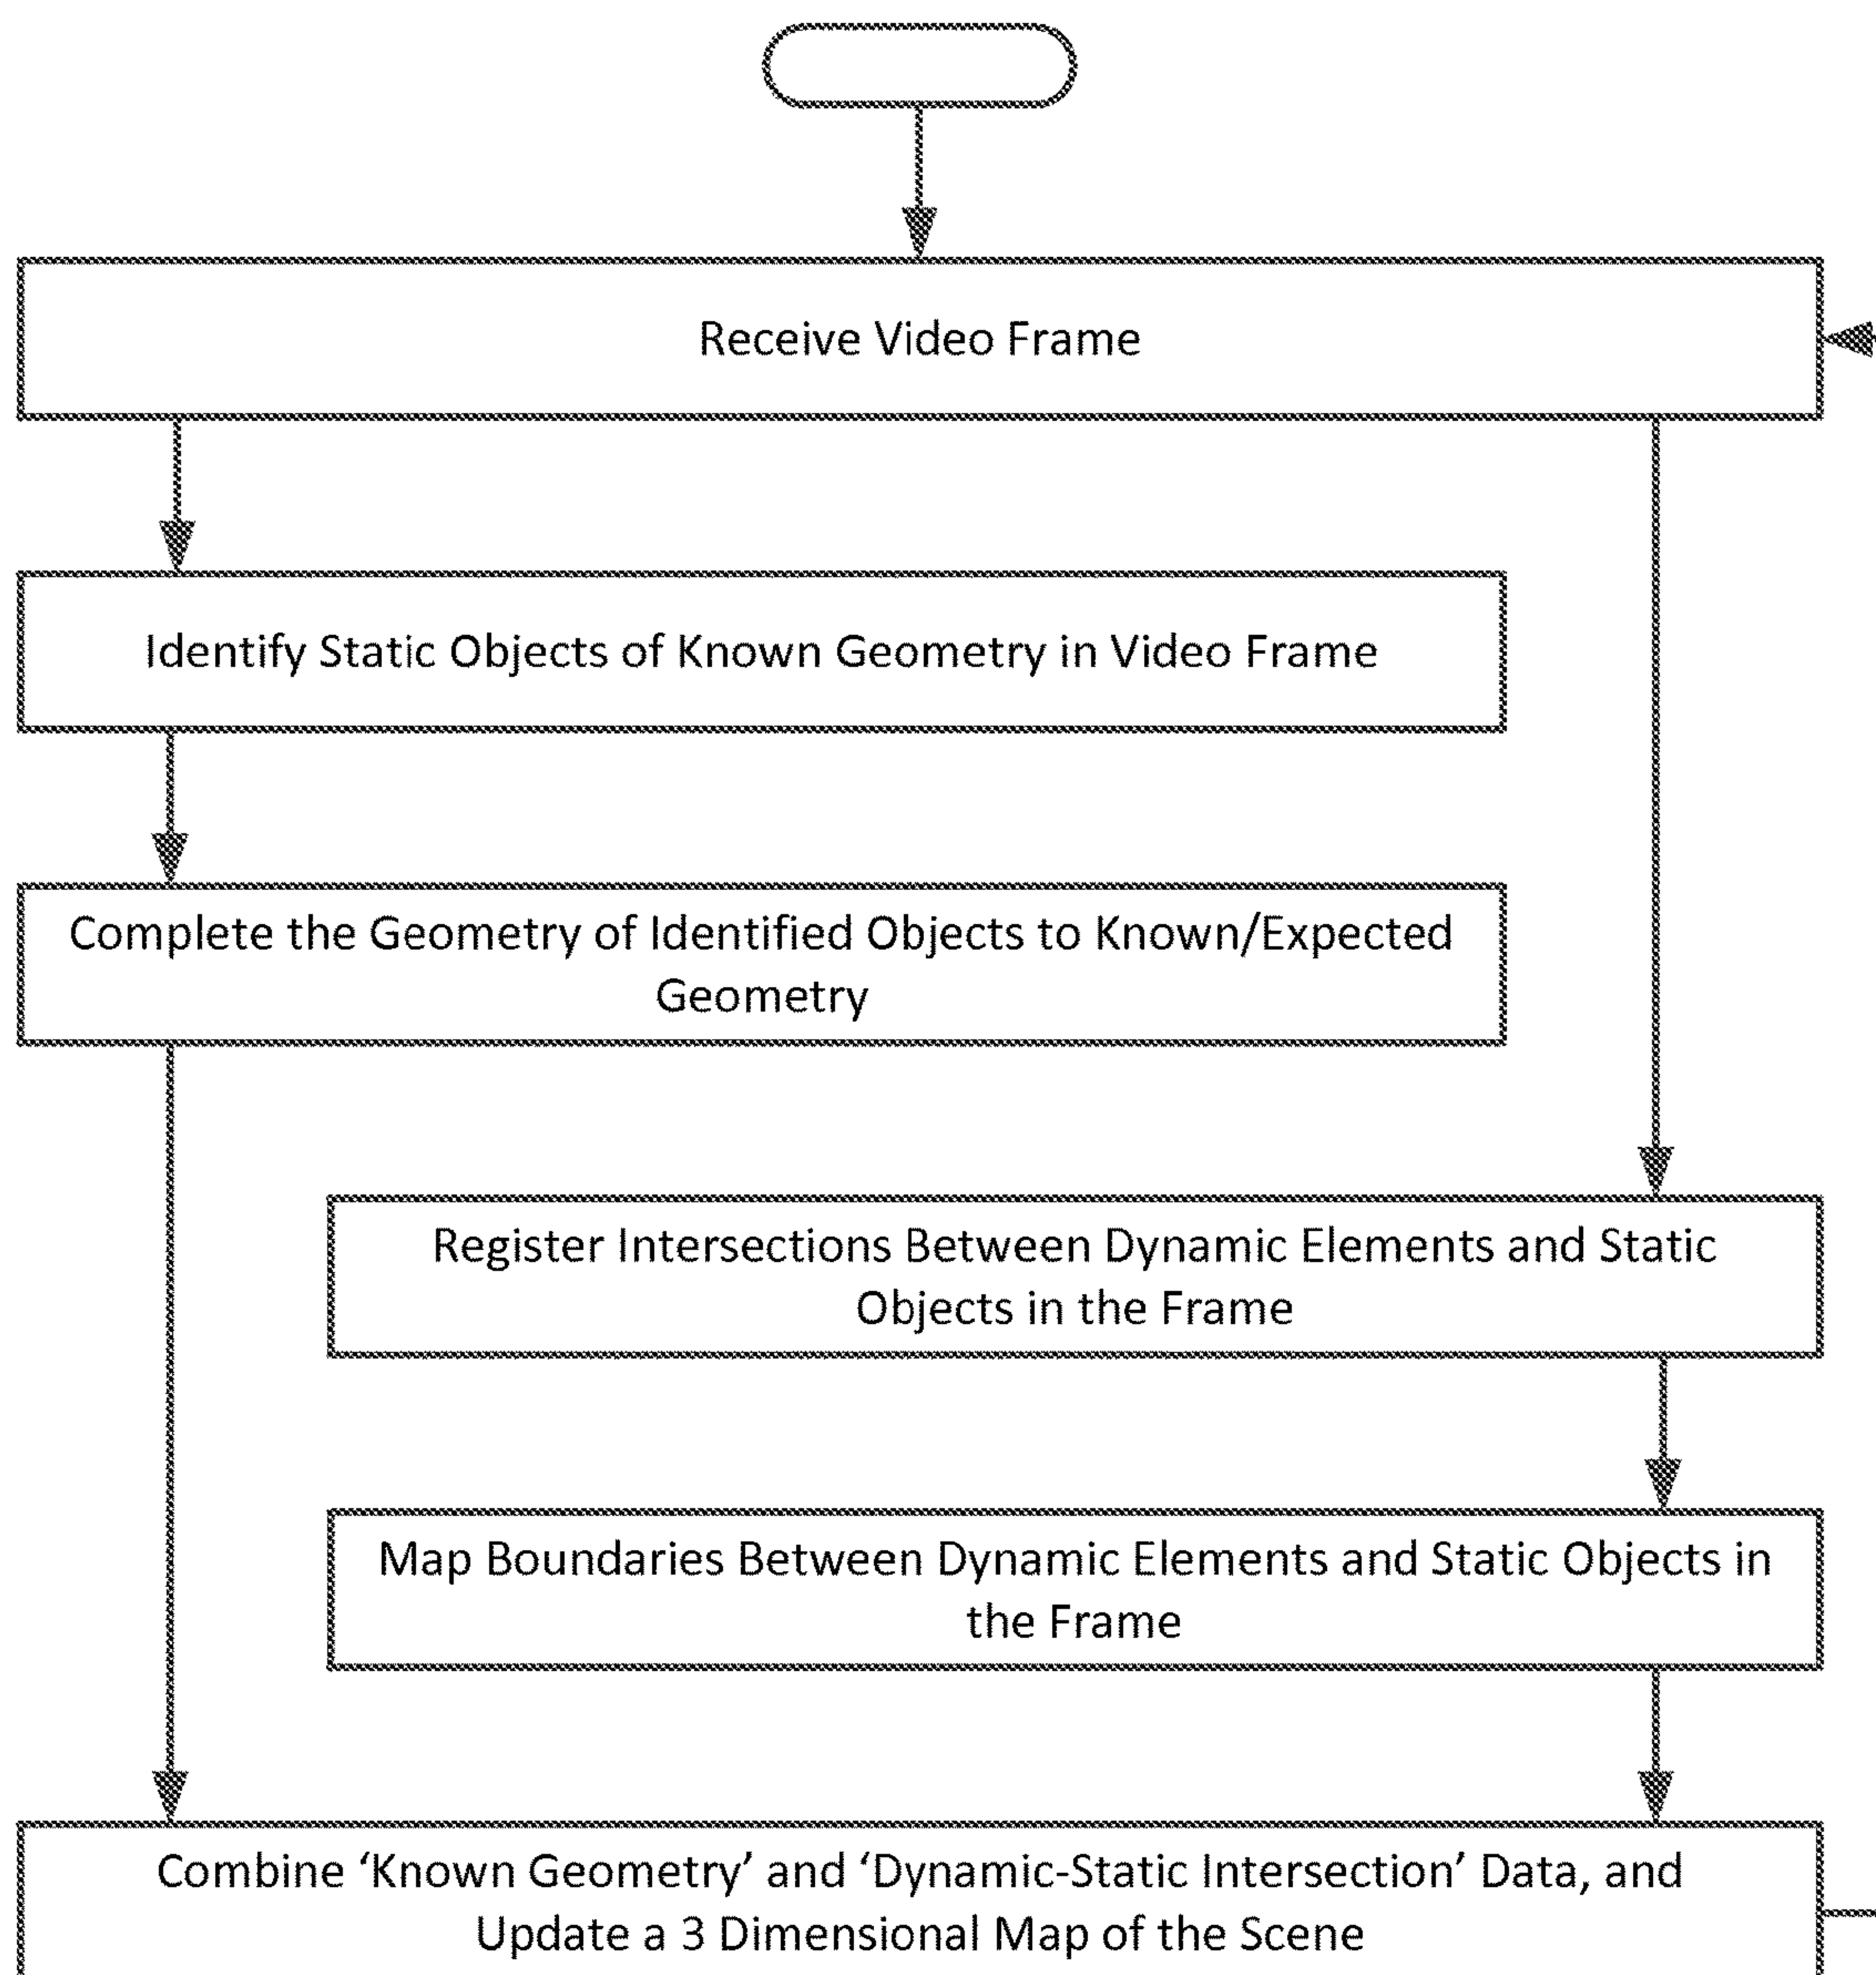 Receive Video Frame
Identify Static Objects of Known Geometry in Video Frame
Complete the Geometry of Identified Objects to Known/Expected
Geometry
Register Intersections Between Dynamic Elements and Static
Objects in the Frame
Map Boundaries Between Dynamic Elements and Static Objects in
the Frame
Combine ‘Known Geometry’ and ‘Dynamic-Static Intersection’ Data, and
Update a 3 Dimensional Map of the Scene